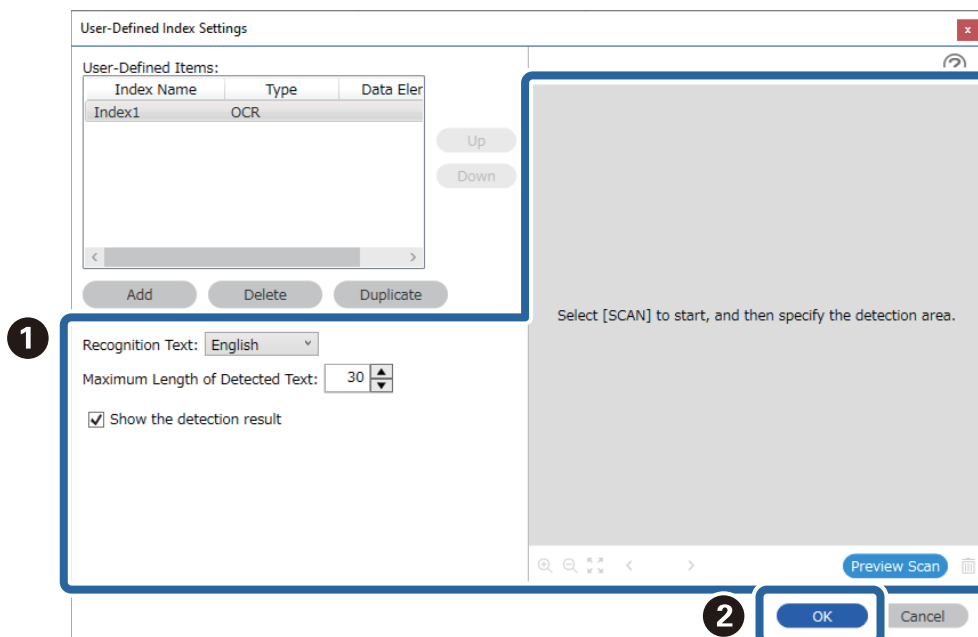 User-Defined Index Settings
x
User-Defined Items:
Index Name Type Data Eler
Index1 OCR
Up
Down
Add Delete Duplicate
1
Recognition Text: English
Maximum Length of Detected Text: 30
Show the detection result
?
Select [SCAN] to start, and then specify the detection area.
Preview Scan
2
OK Cancel